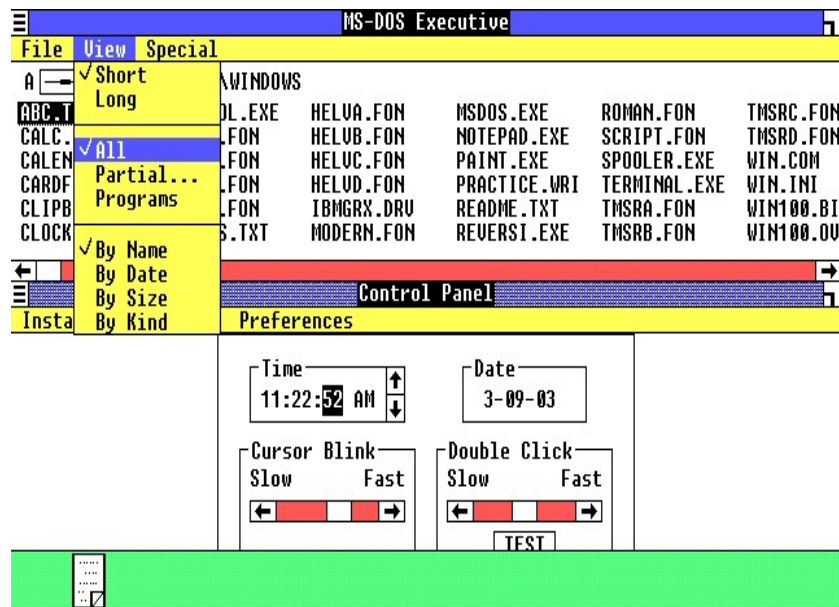 MS-DOS Executive
File View Special
A \WINDOWS
✓Short
Long
✓All
Partial...
Programs
✓By Name
By Date
By Size
By Kind
ABC.T OL.EXE HELVA.FON MSDOS.EXE ROMAN.FON TMSRC.FON
CALC. .FON HELVB.FON NOTEPAD.EXE SCRIPT.FON TMSRD.FON
CALEN .FON HELVC.FON PAINT.EXE SPOOLER.EXE WIN.COM
CARDF .FON HELVD.FON PRACTICE.WRI TERMINAL.EXE WIN.INI
CLIPB .FON IBMGRX.DRV README.TXT TMSRA.FON WIN100.BI
CLOCK S.TXT MODERN.FON REVERSI.EXE TMSRB.FON WIN100.OV
Control Panel
Insta Preferences
Time
11:22:52 AM
Date
3-09-03
Cursor Blink
Slow Fast
Double Click
Slow Fast
TEST